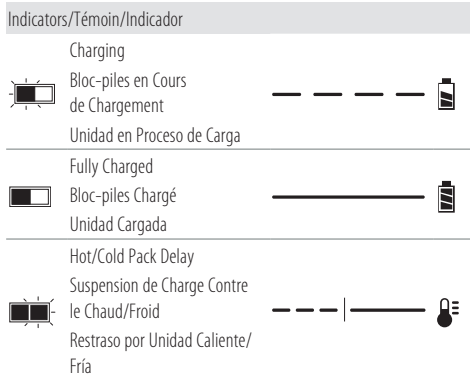 Indicators/Témoin/Indicador
Charging
Bloc-piles en Cours
de Chargement
Unidad en Proceso de Carga
Fully Charged
Bloc-piles Chargé
Unidad Cargada
Hot/Cold Pack Delay
Suspension de Charge Contre
le Chaud/Froid
Restraso por Unidad Caliente/
Fría